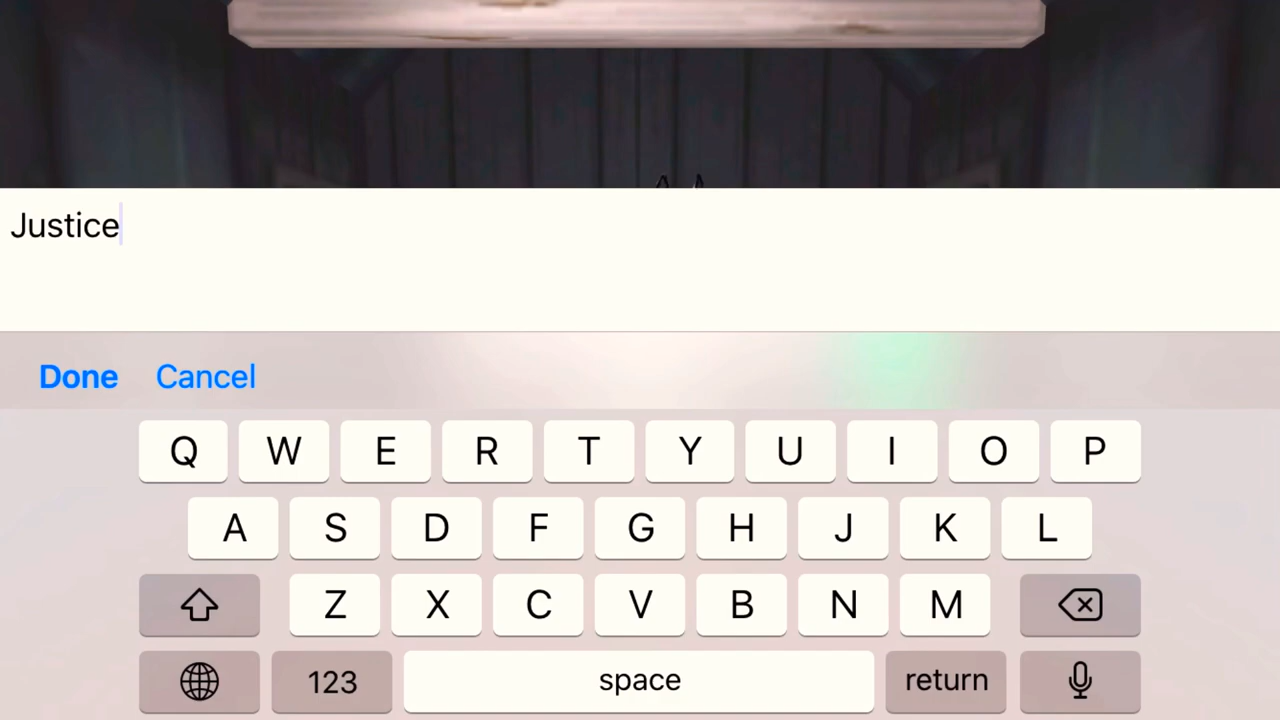 Justice
Done Cancel
Q W E R T Y U I O P
A S D F G H J K L
Z X C V B N M
123 space return